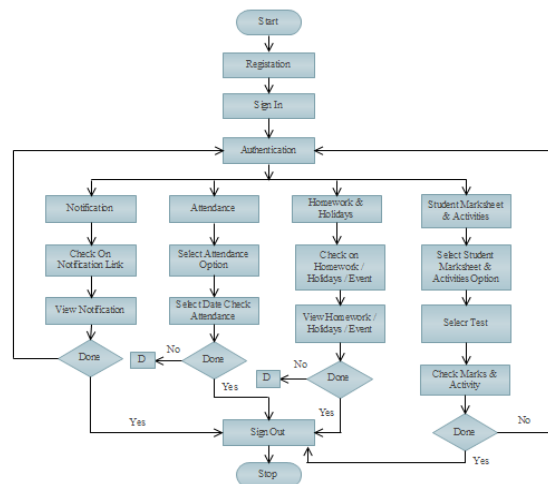 Start
Registation
Sign In
Authentication
Notification
Attendance
Homework &
Holidays
Student Marksheet
& Activities
Check On
Notification Link
Select Attendance
Option
Check on
Homework /
Holidays / Event
Select Student
Marksheet &
Activities Option
View Notification
Select Date Check
Attendance
View Homework /
Holidays / Event
Selecr Test
Done
D
No
Done
Yes
D
No
Done
Yes
Check Marks &
Activity
Done
No
Yes
Yes
Sign Out
Stop